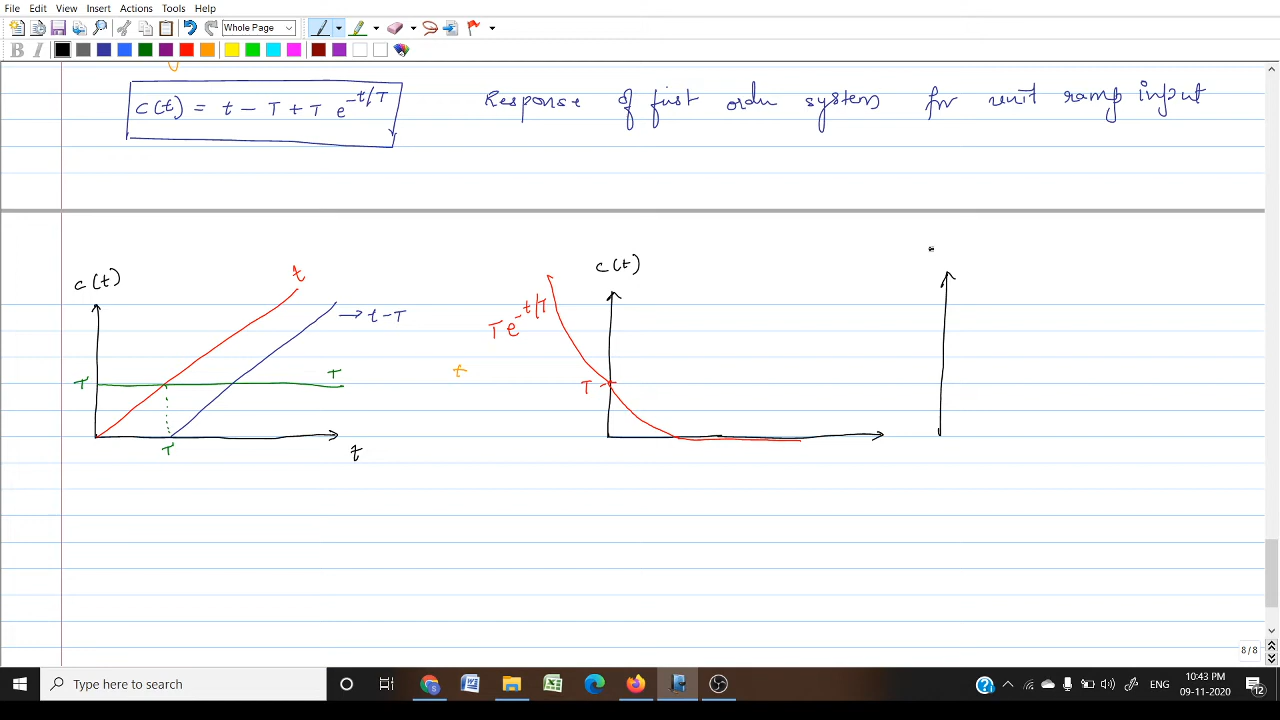 File Edit View Insert Actions Tools Help
Whole Page
B I
c(t) = t - T + T e^{-t/T} Response of first order system for unit ramp input
c(t) t → t-T T T T t
c(t) T e^{-t/T} T
+
8/8
Type here to search
ENG
10:43 PM
09-11-2020
12